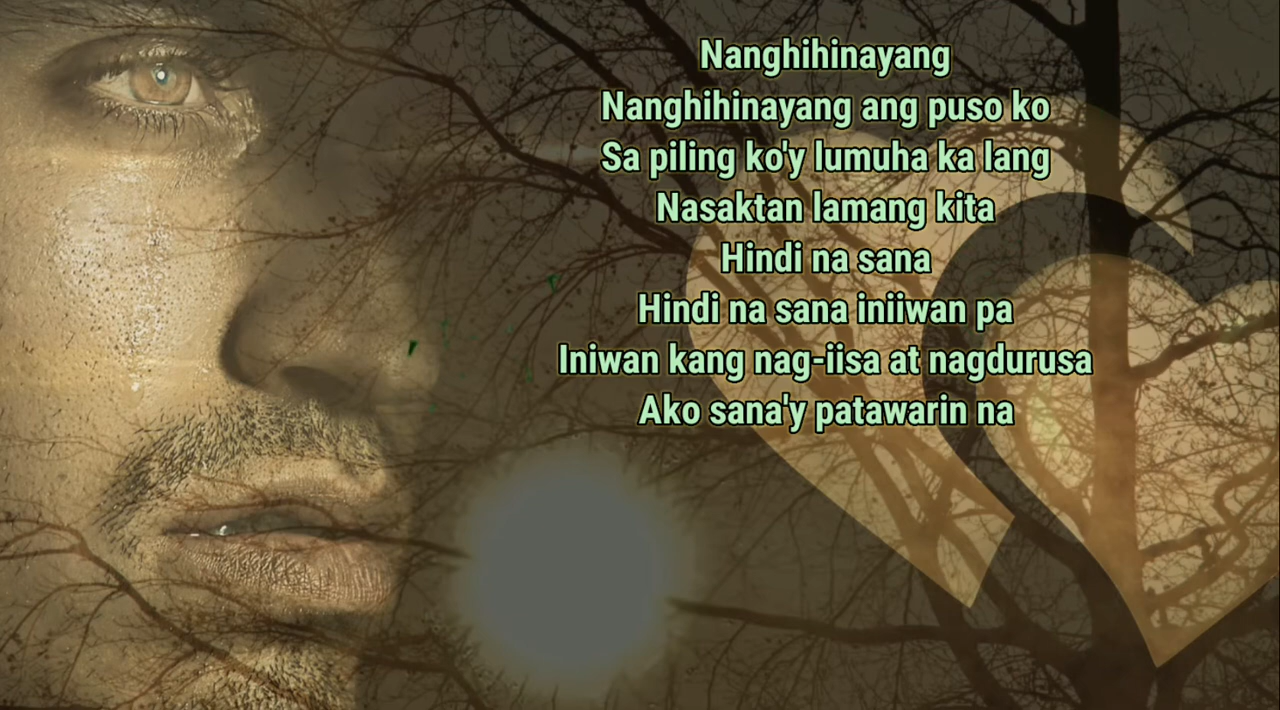 Nanghihinayang
Nanghihinayang ang puso ko
Sa piling ko'y lumuha ka lang
Nasaktan lamang kita
Hindi na sana
Hindi na sana iniiwan pa
Iniwan kang nag-iisa at nagdurusa
Ako sana'y patawarin na